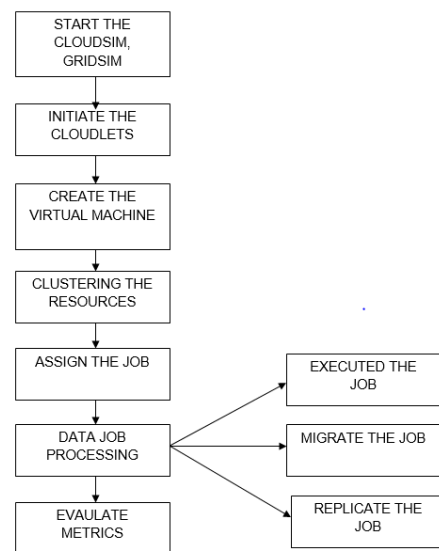 START THE
CLOUDSIM,
GRIDSIM
INITIATE THE
CLOUDLETS
CREATE THE
VIRTUAL MACHINE
CLUSTERING THE
RESOURCES
ASSIGN THE JOB
DATA JOB
PROCESSING
EVAULATE
METRICS
EXECUTED THE
JOB
MIGRATE THE JOB
REPLICATE THE
JOB